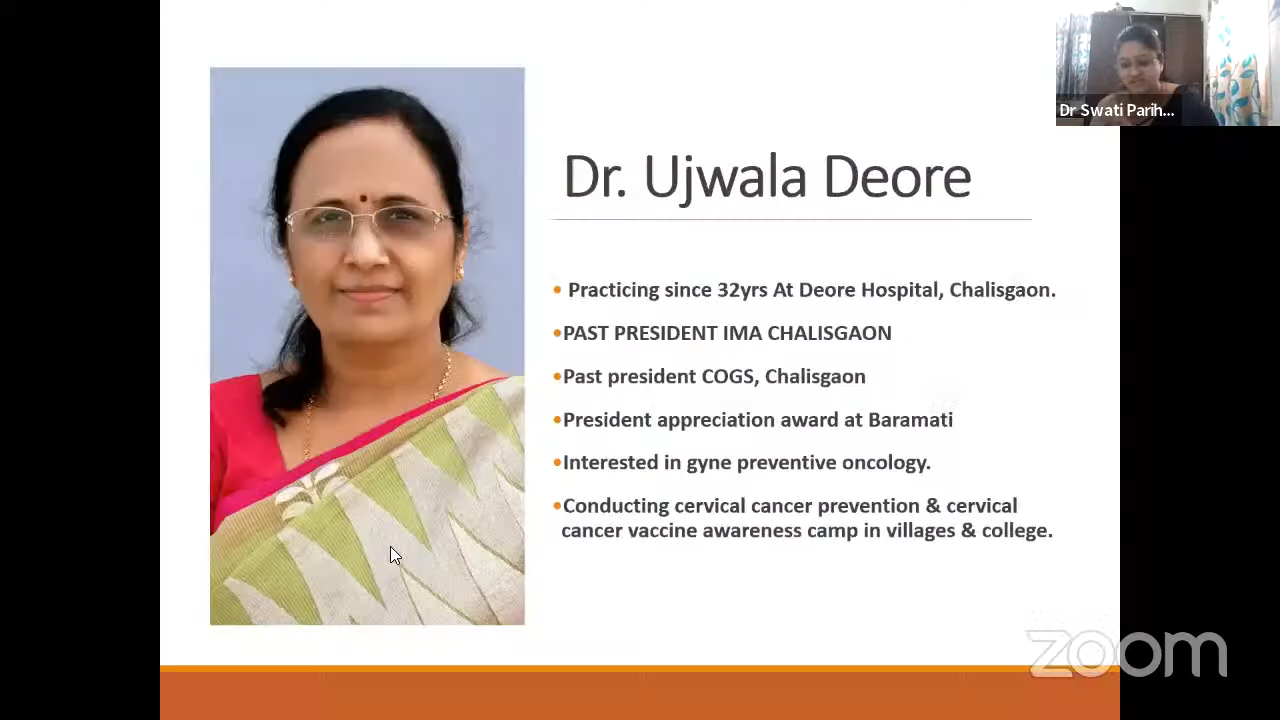 Dr Swati Parih...
Dr. Ujwala Deore
• Practicing since 32yrs At Deore Hospital, Chalisgaon.
•PAST PRESIDENT IMA CHALISGAON
•Past president COGS, Chalisgaon
•President appreciation award at Baramati
•Interested in gyne preventive oncology.
•Conducting cervical cancer prevention & cervical
cancer vaccine awareness camp in villages & college.
zoom